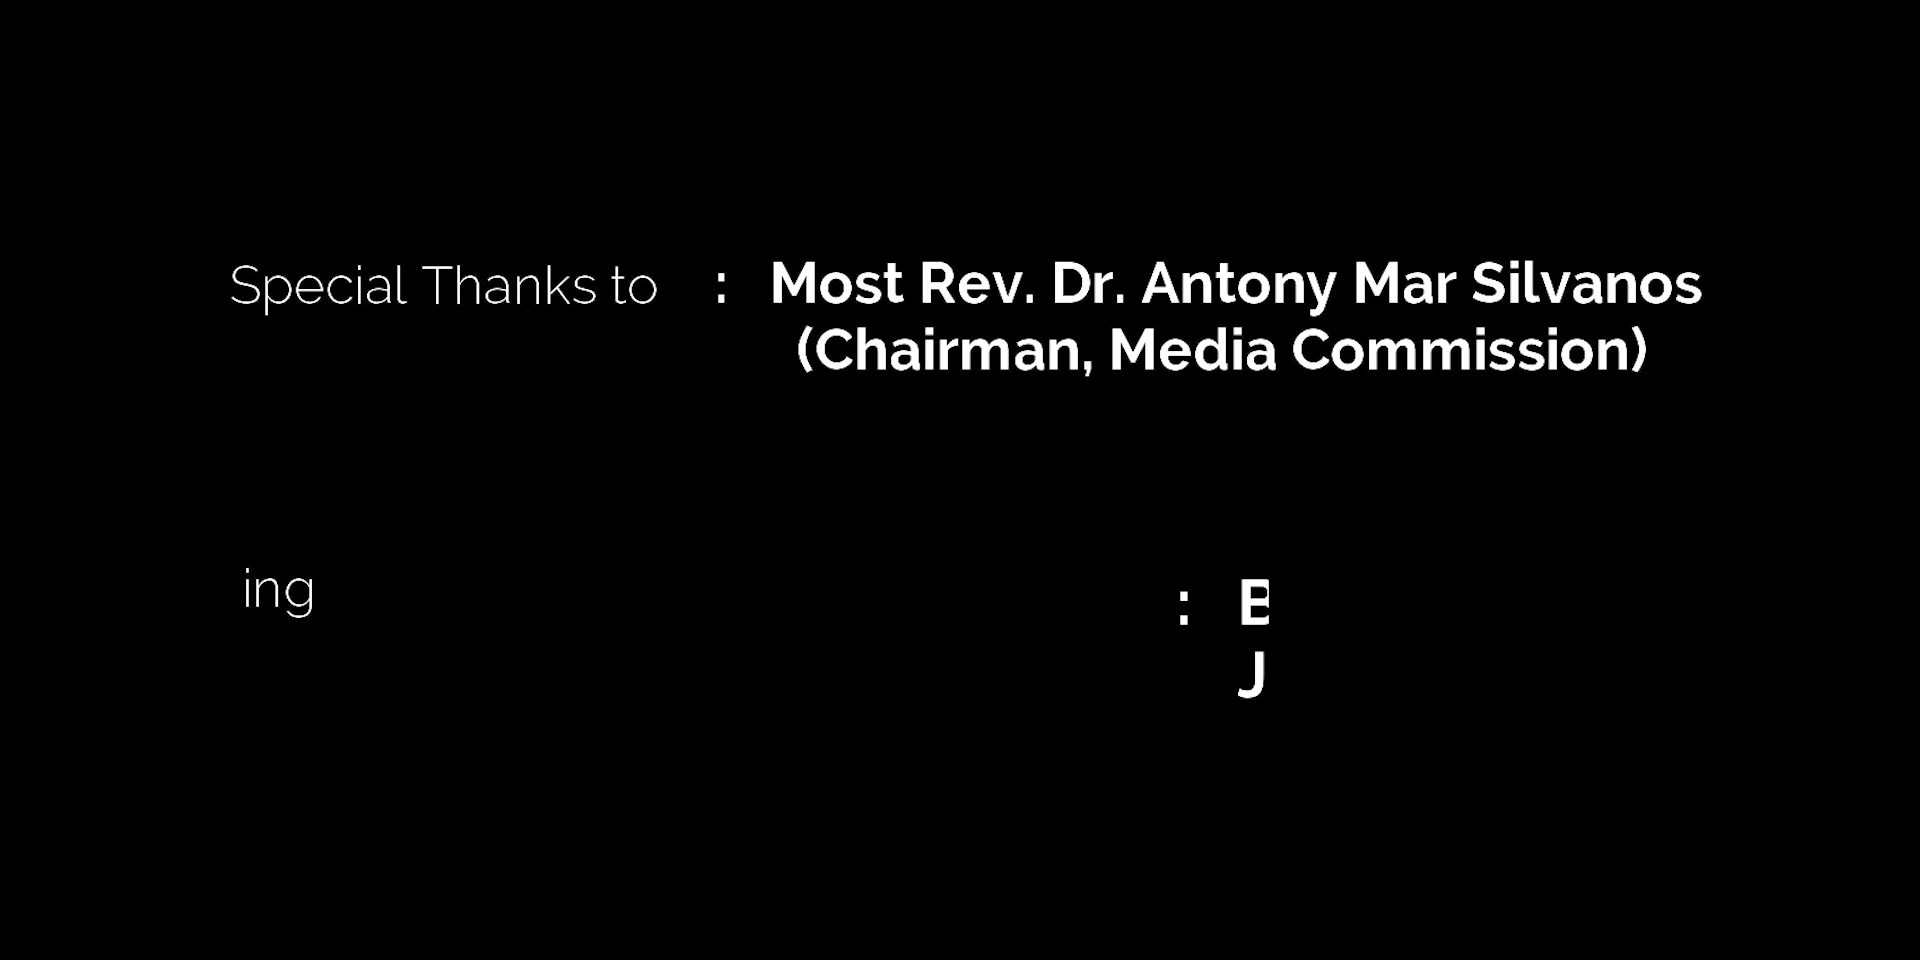 Special Thanks to : Most Rev. Dr. Antony Mar Silvanos
(Chairman, Media Commission)
ing : B
J